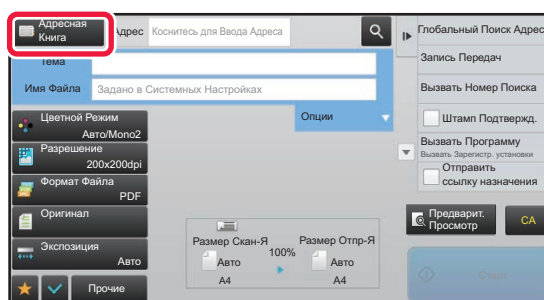 Адресная
Книга
Адрес
Коснитесь для Ввода Адреса
Тема
Имя Файла
Задано в Системных Настройках
Цветной Режим
Авто/Mono2
Разрешение
200x200dpi
Формат Файла
PDF
Оригинал
Экспозиция
Авто
Прочие
Опции
Размер Скан-Я
100%
Размер Отпр-Я
Авто
Авто
A4
A4
Глобальный Поиск Адрес
Запись Передач
Вызвать Номер Поиска
Штамп Подтвержд.
Вызвать Программу
Вызвать Зарегистр. установки
Отправить
ссылку назначения
Предварит.
Просмотр
CA
Старт